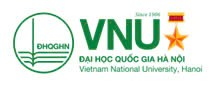 Since 1906
VNU
ĐHQGHN
ĐẠI HỌC QUỐC GIA HÀ NỘI
Vietnam National University, Hanoi